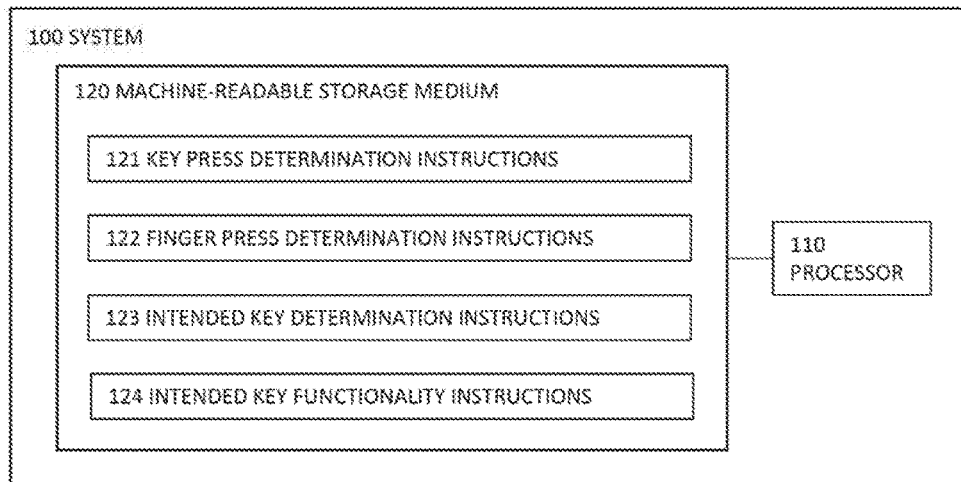 100 SYSTEM
120 MACHINE-READABLE STORAGE MEDIUM
121 KEY PRESS DETERMINATION INSTRUCTIONS
122 FINGER PRESS DETERMINATION INSTRUCTIONS
110
PROCESSOR
123 INTENDED KEY DETERMINATION INSTRUCTIONS
124 INTENDED KEY FUNCTIONALITY INSTRUCTIONS